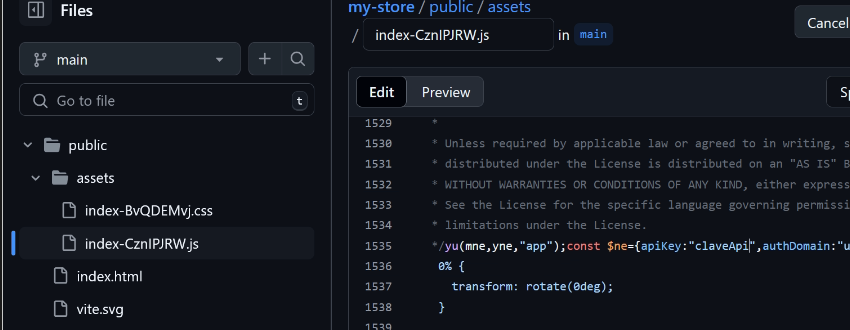 Files
main
Go to file
t
public
assets
index-BvQDEMvj.css
index-CznIPJRW.js
index.html
vite.svg
my-store / public / assets
/ index-CznIPJRW.js in main
Cancel
Edit Preview
1529 *
1530 * Unless required by applicable law or agreed to in writing, s
1531 * distributed under the License is distributed on an "AS IS" B
1532 * WITHOUT WARRANTIES OR CONDITIONS OF ANY KIND, either express
1533 * See the License for the specific language governing permissi
1534 * limitations under the License.
1535 */yu(mne,yne,"app");const $ne={apiKey:"claveApi",authDomain:"u
1536 0% {
1537 transform: rotate(0deg);
1538 }
1539